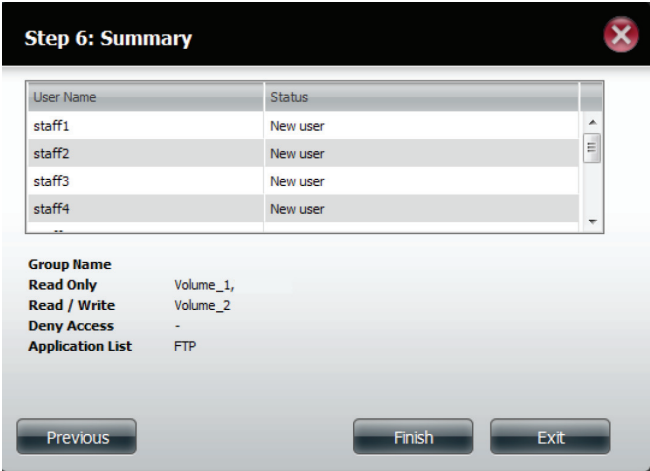 Step 6: Summary
User Name Status
staff1 New user
staff2 New user
staff3 New user
staff4 New user
Group Name
Read Only Volume_1,
Read / Write Volume_2
Deny Access -
Application List FTP
Previous Finish Exit